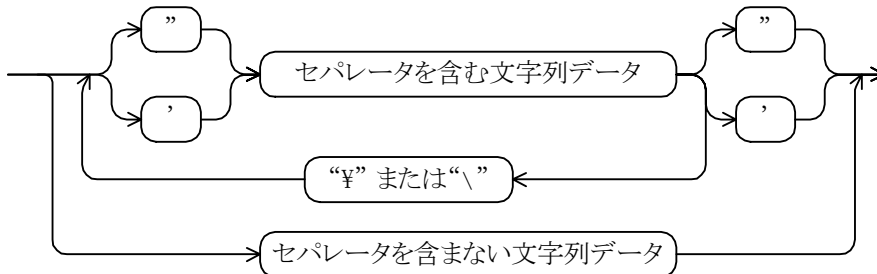 ” ”
セパレータを含む文字列データ
’ ’
“¥” または“\”
セパレータを含まない文字列データ